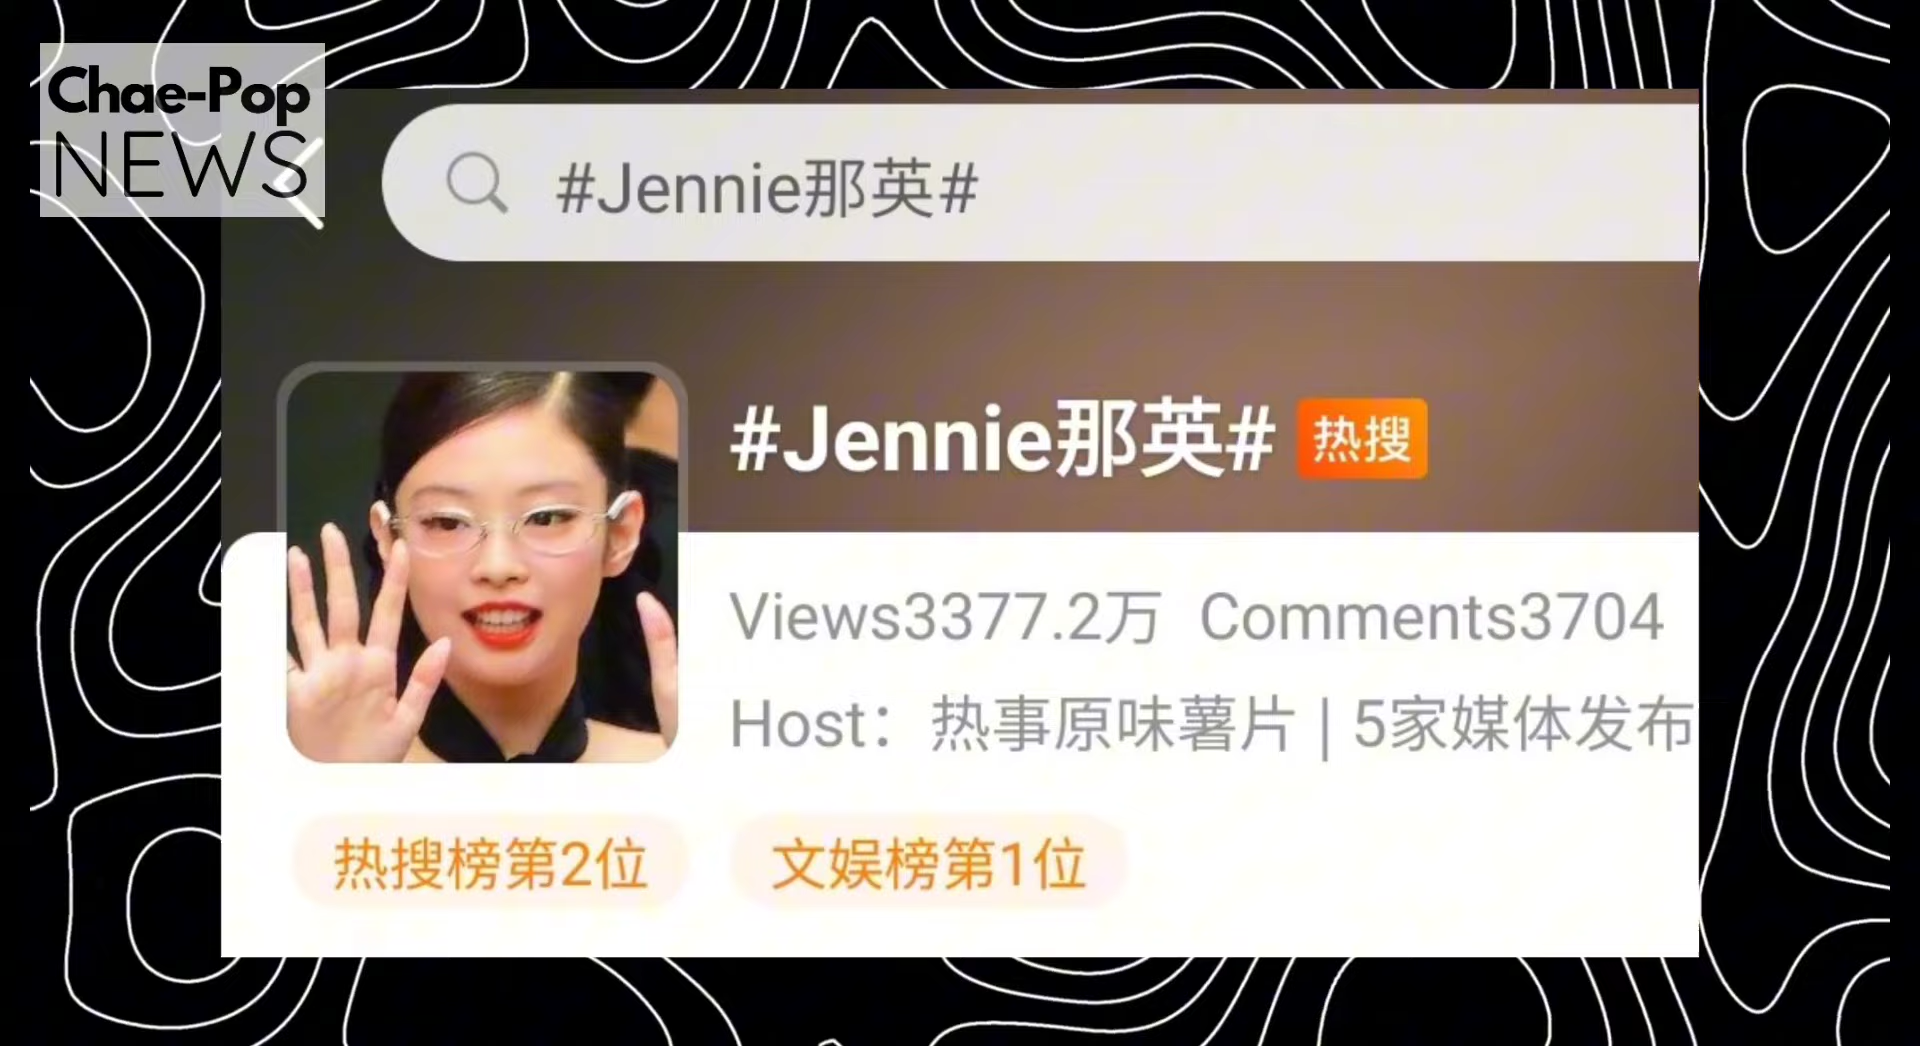 Chae-Pop
NEWS
#Jennie那英#
#Jennie那英# 热搜
Views3377.2万 Comments3704
Host：热事原味薯片 | 5家媒体发布
热搜榜第2位 文娱榜第1位